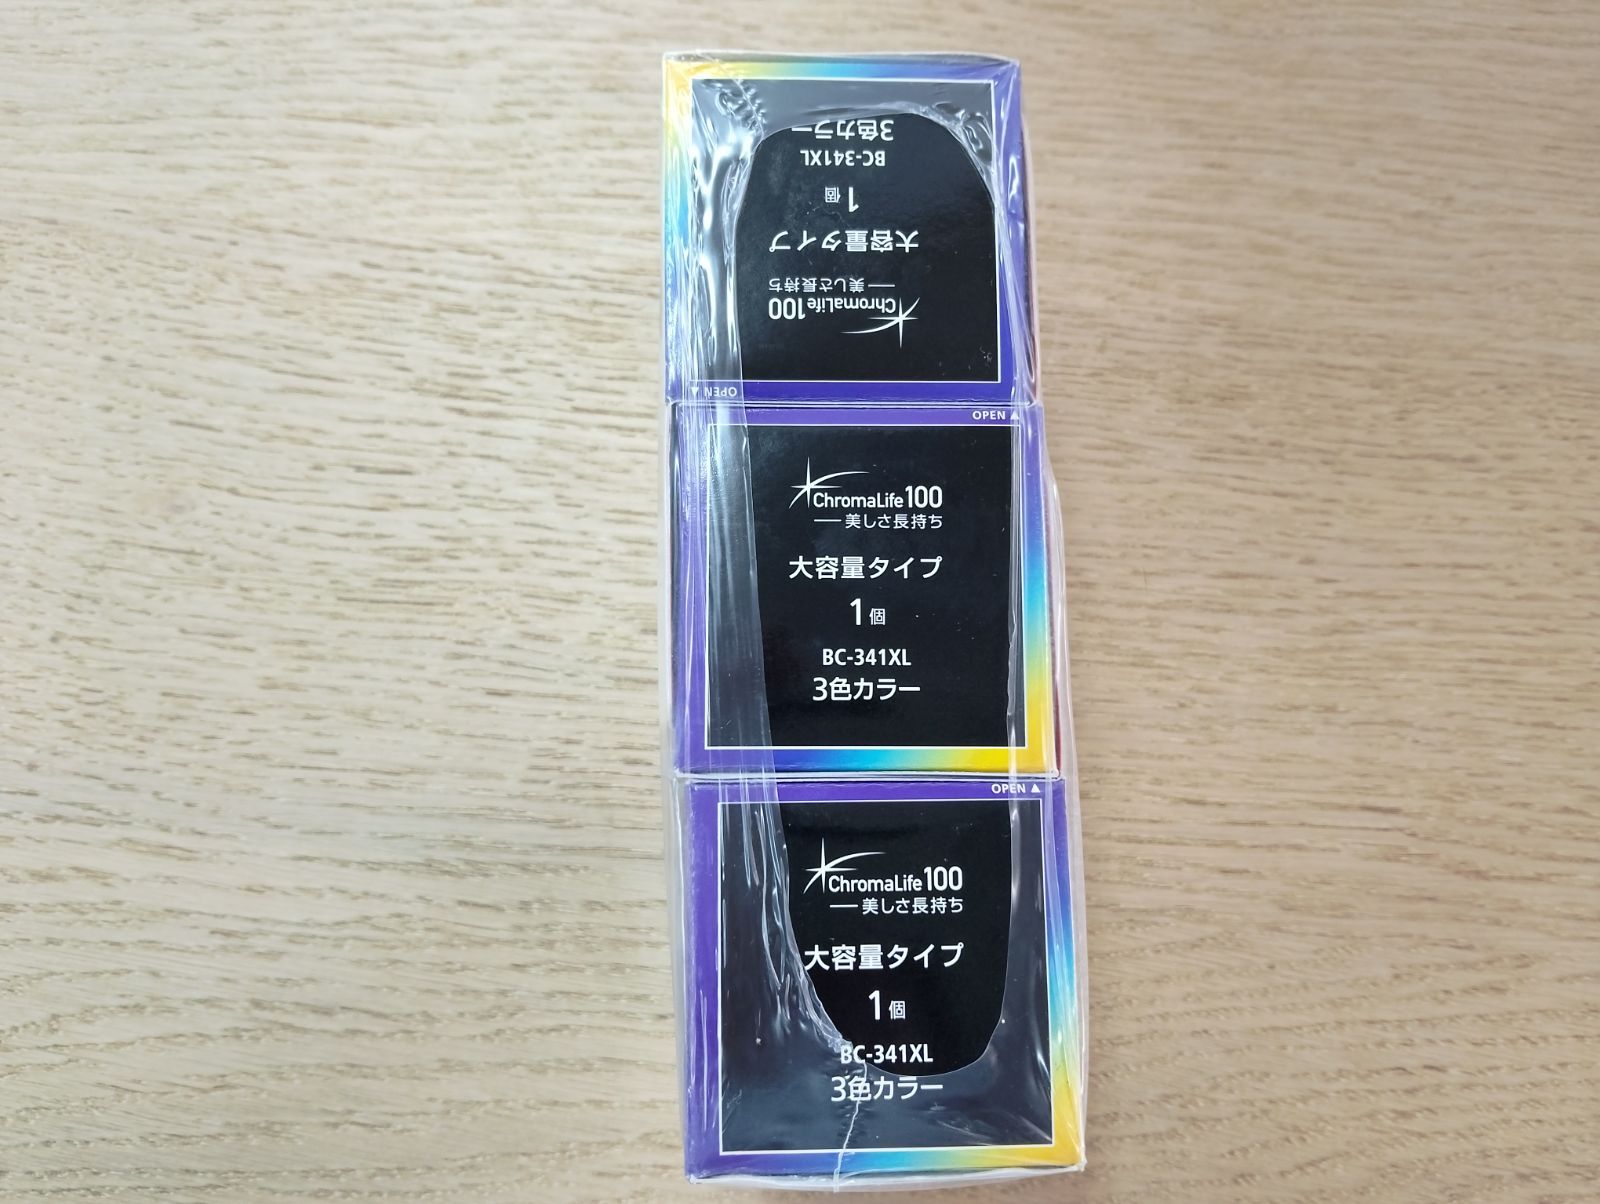 3色カラー
BC-341XL
1個
大容量タイプ
美しさ長持ち
ChromaLife100
OPEN ▲
OPEN ▲
ChromaLife100
美しさ長持ち
大容量タイプ
1個
BC-341XL
3色カラー
OPEN ▲
ChromaLife100
美しさ長持ち
大容量タイプ
1個
BC-341XL
3色カラー